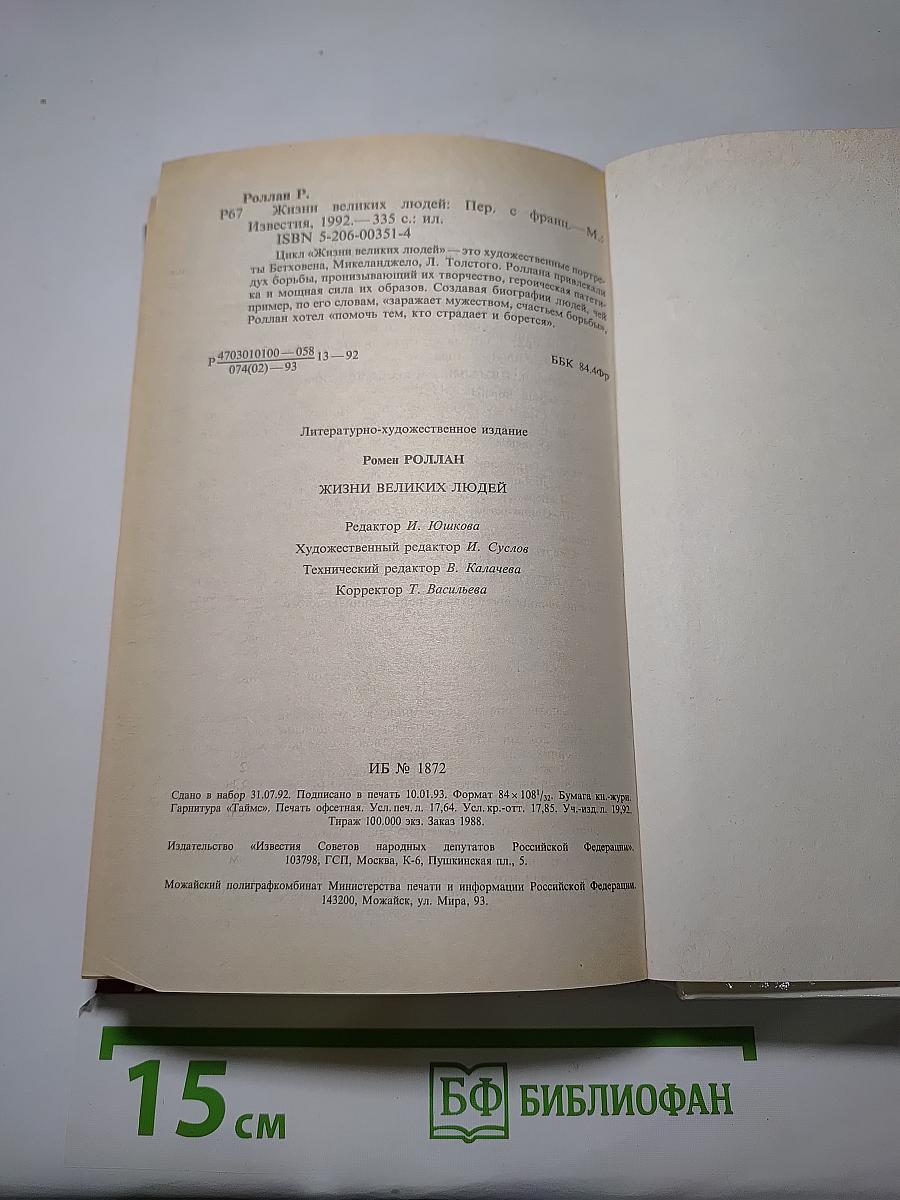 Роллан Р.
Р67 Жизни великих людей: Пер. с франц.— М.:
Известия, 1992.— 335 с.: ил.
ISBN 5-206-00351-4
Цикл «Жизни великих людей» — это художественные портре-
ты Бетховена, Микеланджело, Л. Толстого. Роллана привлекали
дух борьбы, пронизывающий их творчество, героическая патети-
ка и мощная сила их образов. Создавая биографии людей, чей
пример, по его словам, «заражает мужеством, счастьем борьбы»,
Роллан хотел «помочь тем, кто страдает и борется».
Р 4703010100 — 058 13 — 92
074(02) — 93
ББК 84.4Фр
Литературно-художественное издание
Ромен РОЛЛАН
ЖИЗНИ ВЕЛИКИХ ЛЮДЕЙ
Редактор И. Юшкова
Художественный редактор И. Суслов
Технический редактор В. Калачева
Корректор Т. Васильева
ИБ № 1872
Сдано в набор 31.07.92. Подписано в печать 10.01.93. Формат 84 × 108 1/32. Бумага кн.-журн.
Гарнитура «Таймс». Печать офсетная. Усл. печ. л. 17,64. Усл. кр.-отт. 17,85. Уч.-изд. л. 19,92.
Тираж 100.000 экз. Заказ 1988.
Издательство «Известия Советов народных депутатов Российской Федерации».
103798, ГСП, Москва, К-6, Пушкинская пл., 5.
Можайский полиграфкомбинат Министерства печати и информации Российской Федерации.
143200, Можайск, ул. Мира, 93.
15 см
БФ БИБЛИОФАН